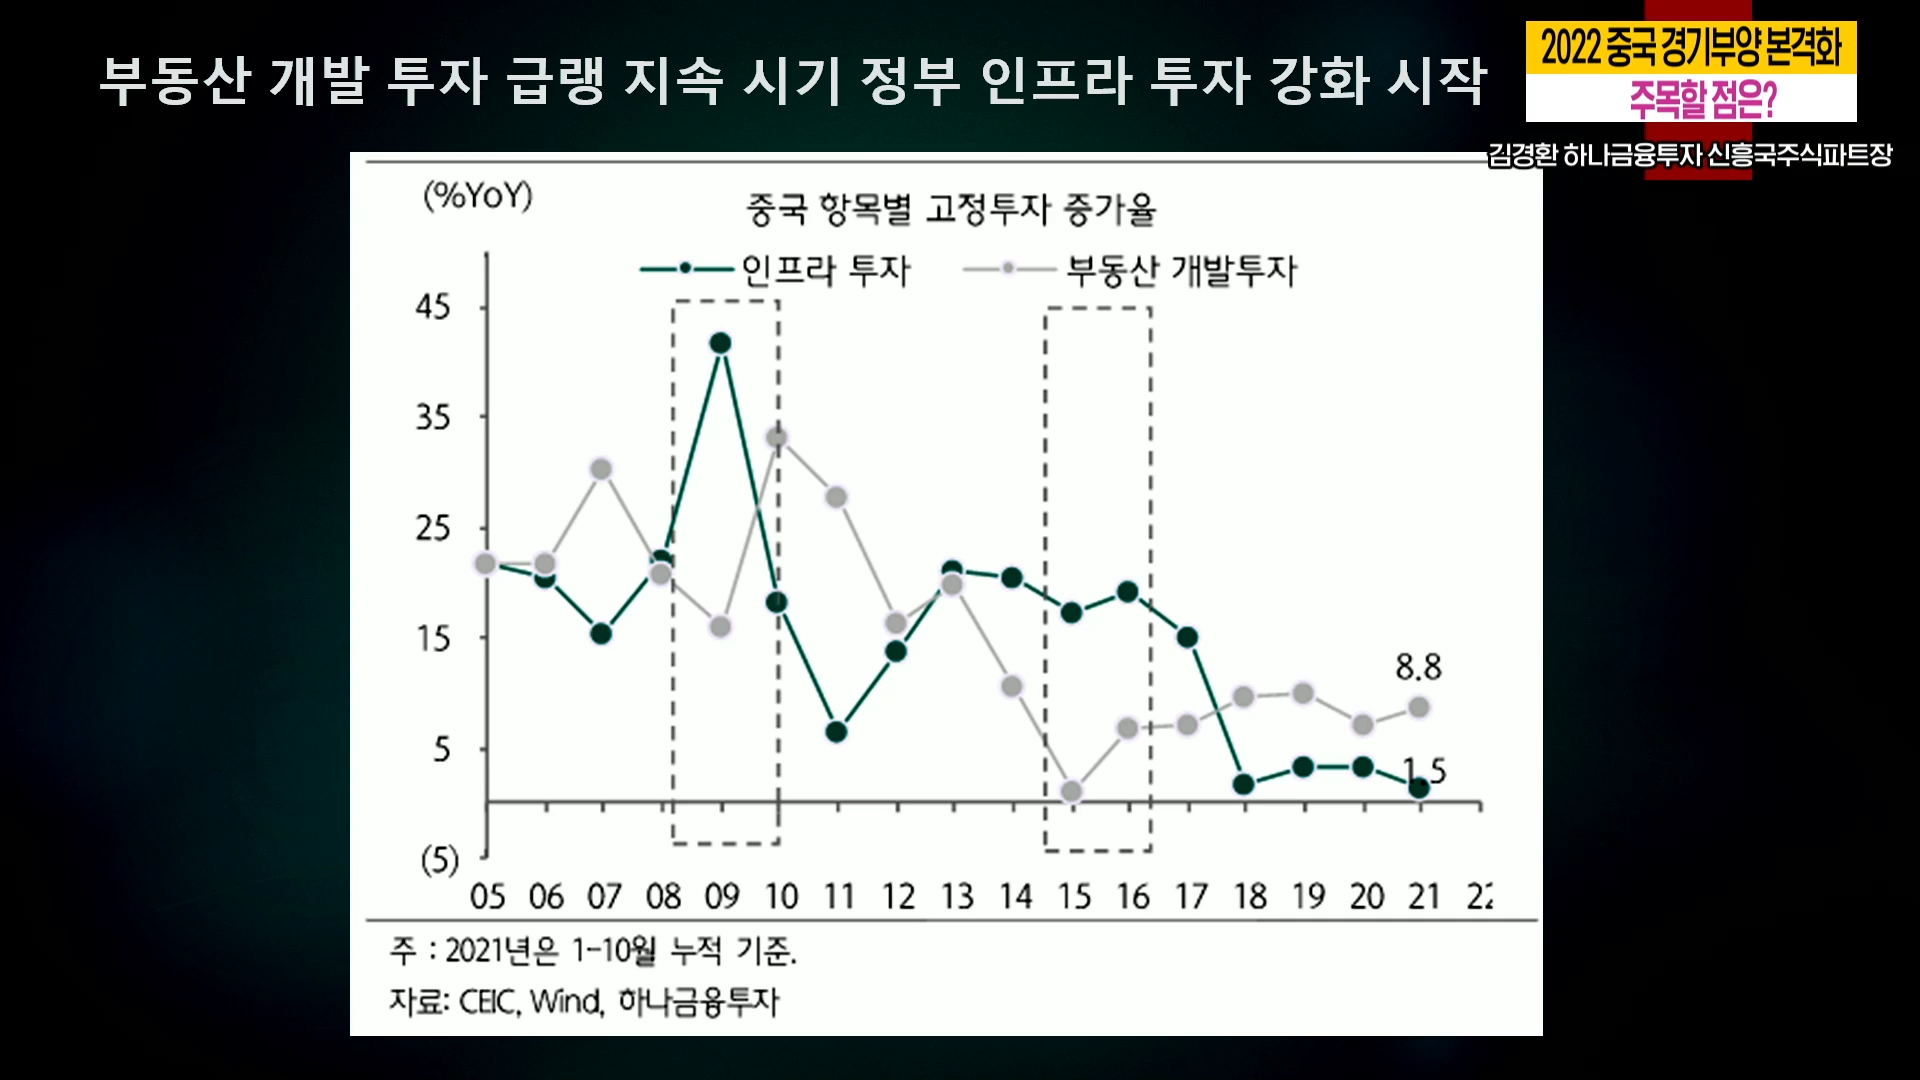 부동산 개발 투자 급랭 지속 시기 정부 인프라 투자 강화 시작
2022 중국 경기부양 본격화
주목할 점은?
김경환 하나금융투자 신흥국주식파트장
(%YoY)
중국 항목별 고정투자 증가율
인프라 투자
부동산 개발투자
45
35
25
15
5
(5)
8.8
1.5
05 06 07 08 09 10 11 12 13 14 15 16 17 18 19 20 21 22
주 : 2021년은 1-10월 누적 기준.
자료: CEIC, Wind, 하나금융투자